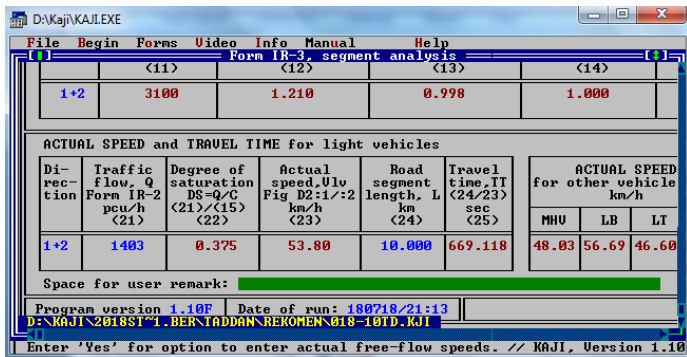 D:\Kaji\KAJI.EXE
File Begin Forms Video Info Manual Help
Form IR-3, segment analysis
(11) (12) (13) (14)
1+2 3100 1.210 0.998 1.000
ACTUAL SPEED and TRAVEL TIME for light vehicles
Di- Traffic Degree of Actual Road Travel ACTUAL SPEED
rec- flow, Q saturation speed,Vlv segment time,TT for other vehicle
tion Form IR-2 DS=Q/C Fig D2:1/:2 length, L (24/23) km/h
pcu/h (21)/(15) km/h km sec
(21) (22) (23) (24) (25) MHV LB LT
1+2 1403 0.375 53.80 10.000 669.118 48.03 56.69 46.60
Space for user remark:
Program version 1.10F Date of run: 180718/21:13
D:\KAJI\2018ST~1.BER\TADDAN\REKOMEN\018-10TD.KJI
Enter 'Yes' for option to enter actual free-flow speeds. // KAJI, Version 1.10